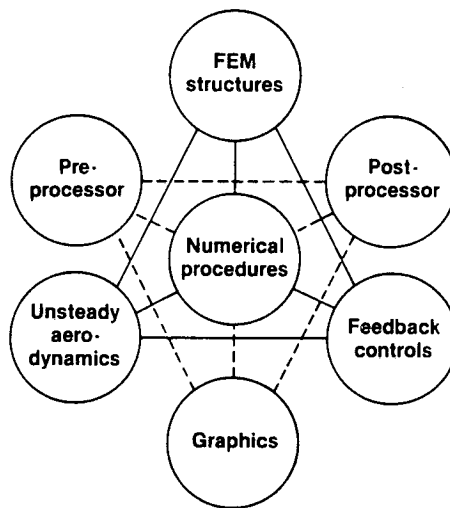 FEM
structures
Pre-
processor
Post-
processor
Numerical
procedures
Unsteady
aero-
dynamics
Feedback
controls
Graphics